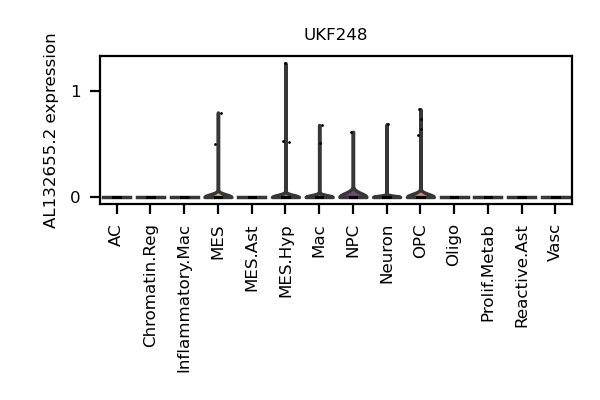 UKF248
AL132655.2 expression
1
0
AC
Chromatin.Reg
Inflammatory.Mac
MES
MES.Ast
MES.Hyp
Mac
NPC
Neuron
OPC
Oligo
Prolif.Metab
Reactive.Ast
Vasc